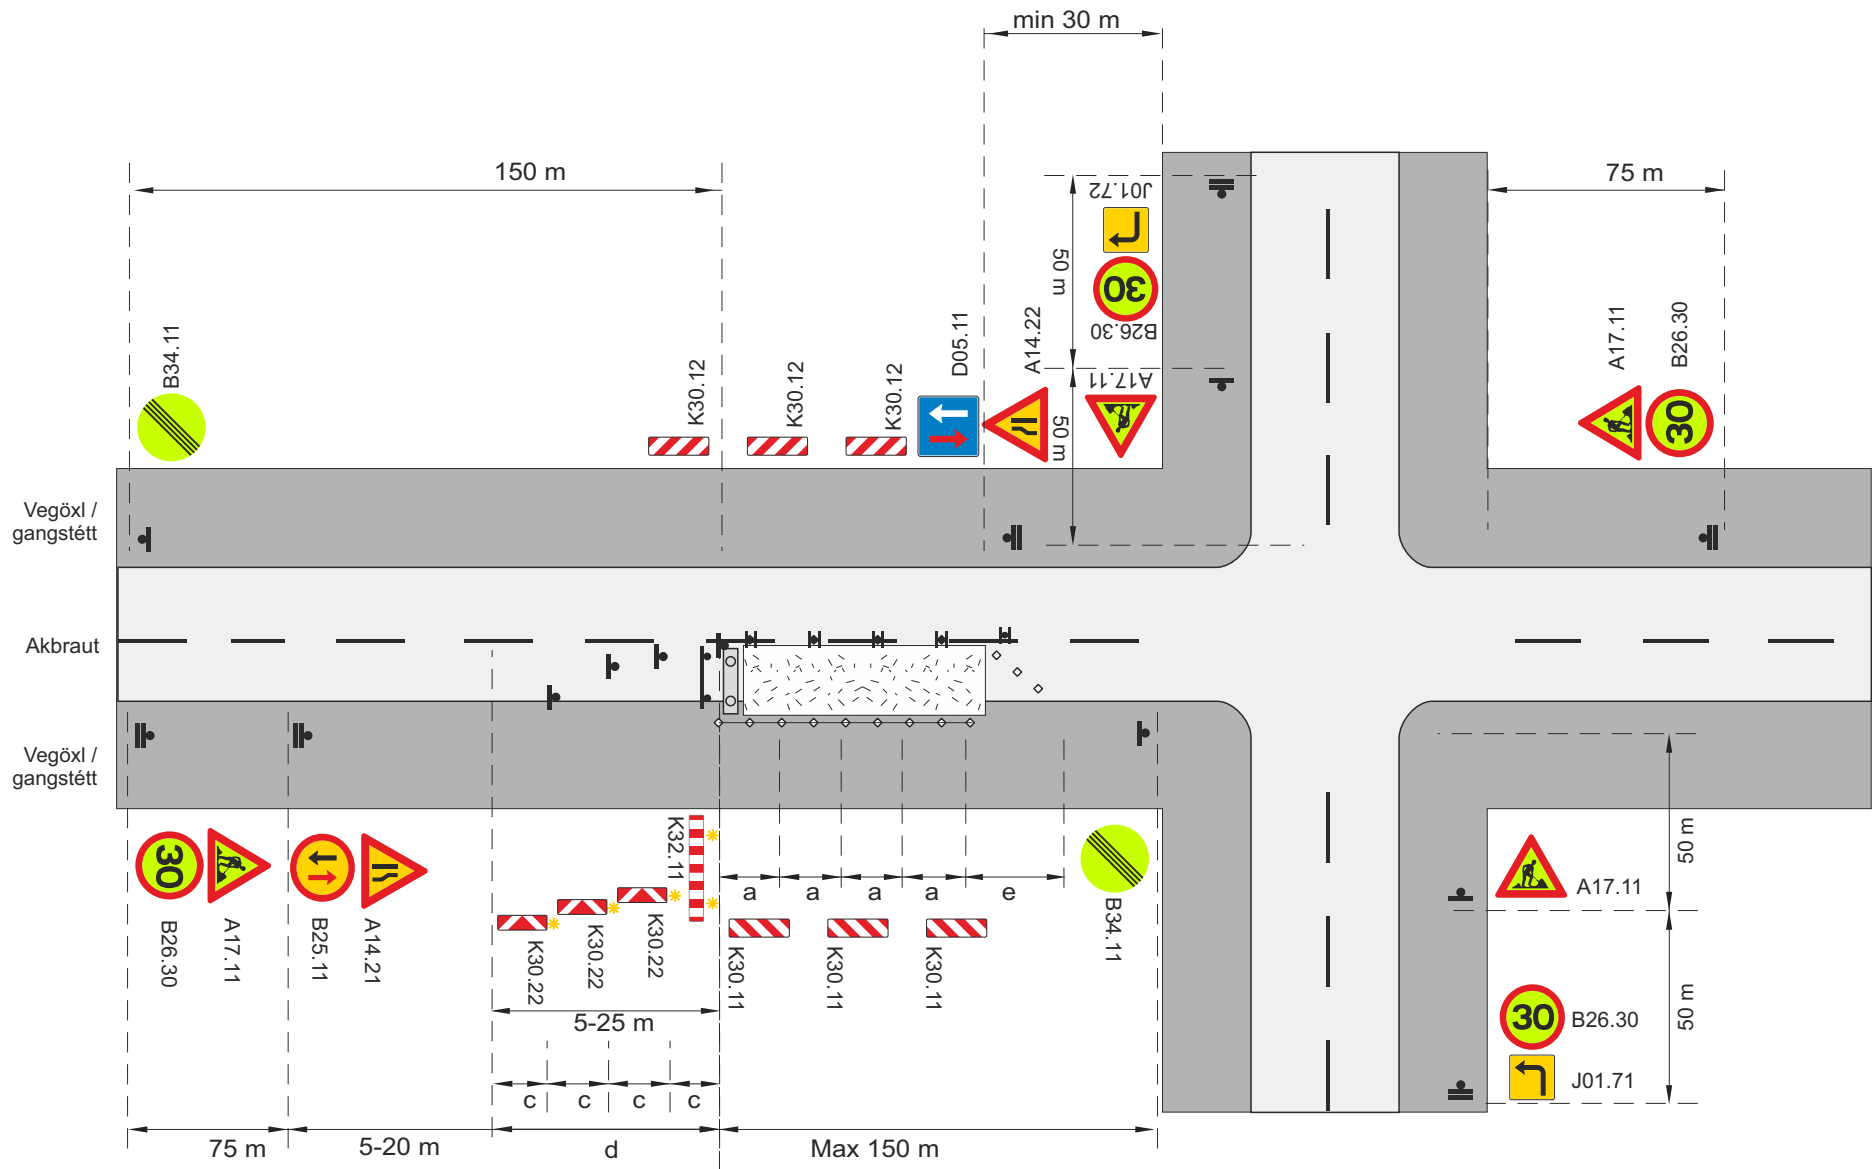 min 30 m
150 m
75 m
J01.72
50 m
30
B26.30
A17.11
50 m
B34.11
K30.12
K30.12
K30.12
D05.11
A14.22
A17.11
B26.30
30
Vegöxl /
gangstétt
Akbraut
Vegöxl /
gangstétt
30
B26.30
A17.11
B25.11
A14.21
K30.22
K30.22
K30.22
K32.11
a
a
a
a
e
K30.11
K30.11
K30.11
B34.11
5-25 m
c
c
c
c
75 m
5-20 m
d
Max 150 m
50 m
A17.11
50 m
30
B26.30
J01.71